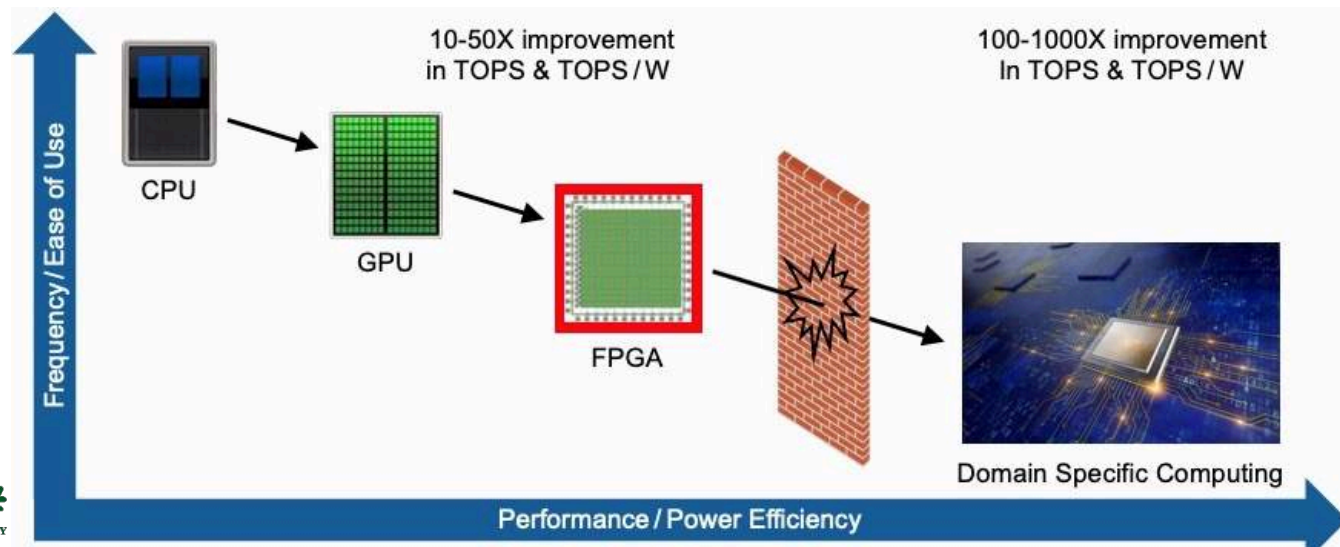 10-50X improvement
in TOPS & TOPS / W
100-1000X improvement
In TOPS & TOPS / W
Frequency / Ease of Use
CPU
GPU
FPGA
Domain Specific Computing
Performance / Power Efficiency